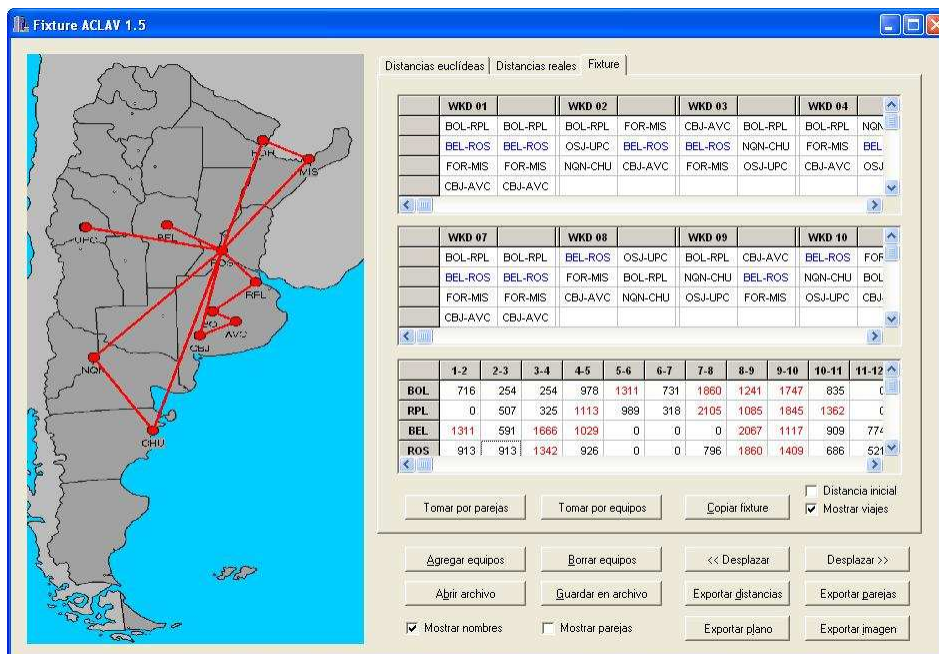 Fixture ACLAV 1.5
Distancias euclídeas Distancias reales Fixture
WKD 01 WKD 02 WKD 03 WKD 04
BOL-RPL BOL-RPL BOL-RPL FOR-MIS CBJ-AVC BOL-RPL BOL-RPL NQN
BEL-ROS BEL-ROS OSJ-UPC BEL-ROS BEL-ROS NQN-CHU FOR-MIS BEL
FOR-MIS FOR-MIS NQN-CHU CBJ-AVC FOR-MIS OSJ-UPC CBJ-AVC OSJ
CBJ-AVC CBJ-AVC
WKD 07 WKD 08 WKD 09 WKD 10
BOL-RPL BOL-RPL BEL-ROS OSJ-UPC BOL-RPL CBJ-AVC BEL-ROS FOR
BEL-ROS BEL-ROS FOR-MIS BOL-RPL NQN-CHU BEL-ROS NQN-CHU BOL
FOR-MIS FOR-MIS CBJ-AVC NQN-CHU OSJ-UPC FOR-MIS OSJ-UPC CBJ
CBJ-AVC CBJ-AVC
1-2 2-3 3-4 4-5 5-6 6-7 7-8 8-9 9-10 10-11 11-12
BOL 716 254 254 978 1311 731 1860 1241 1747 835
RPL 0 507 325 1113 989 318 2105 1085 1845 1362
BEL 1311 591 1666 1029 0 0 0 2067 1117 909 774
ROS 913 913 1342 926 0 0 796 1860 1409 686 521
Tomar por parejas Tomar por equipos Copiar fixture
Distancia inicial
Mostrar viajes
Agregar equipos Borrar equipos << Desplazar Desplazar >>
Abrir archivo Guardar en archivo Exportar distancias Exportar parejas
Mostrar nombres Mostrar parejas Exportar plano Exportar imagen
MIS
UPC
RPL
AVC
CBJ
NQN
CHU